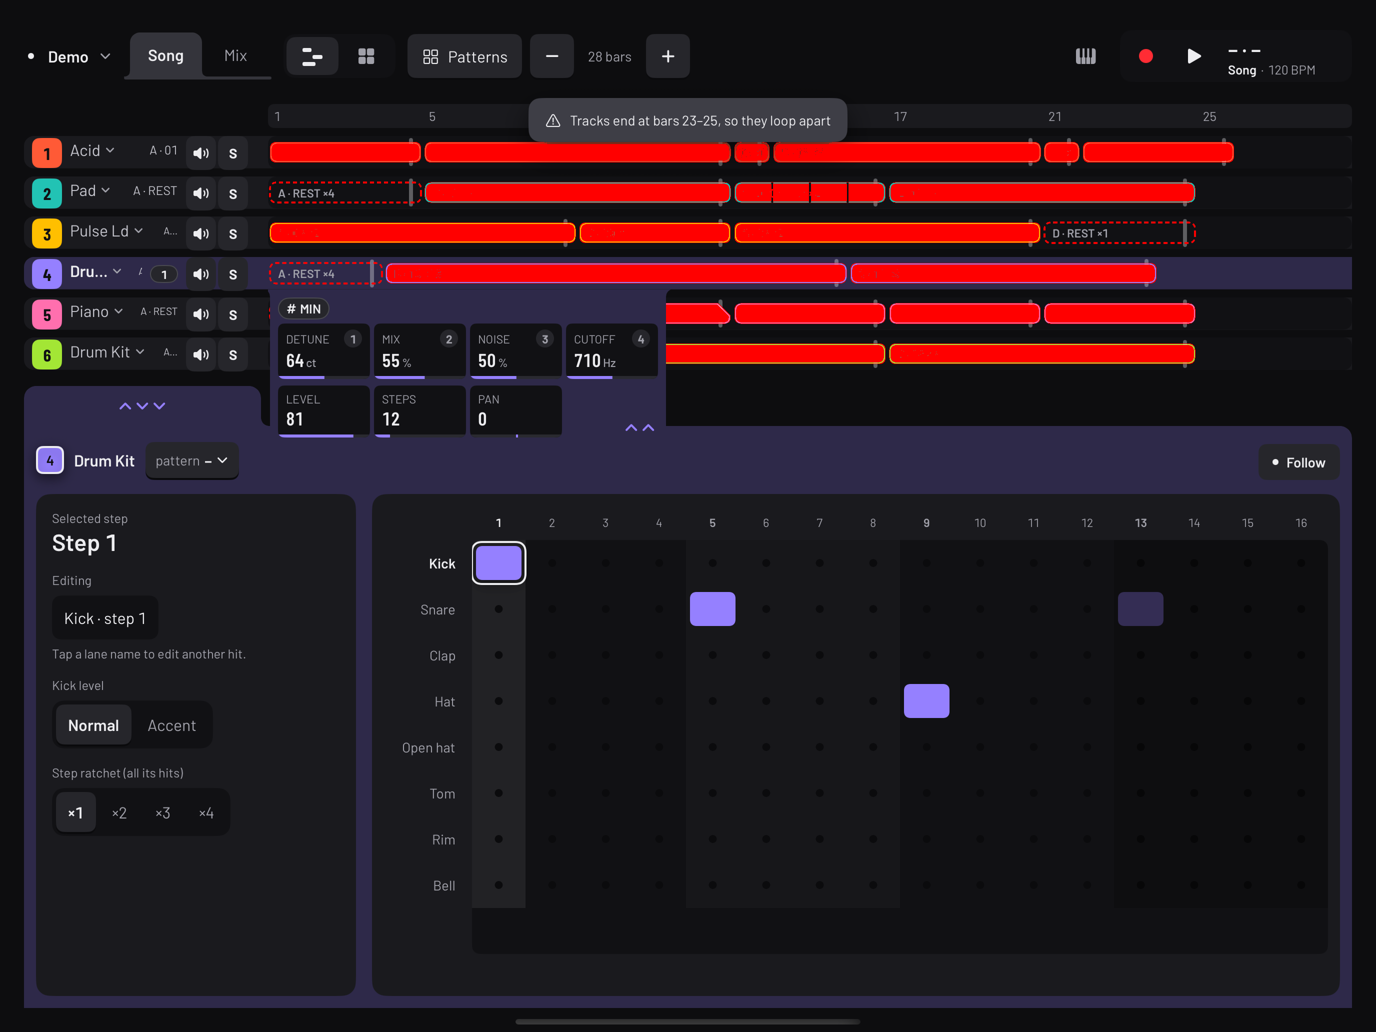 Demo
Song
Mix
Patterns
28 bars
Song · 120 BPM
1
5
17
21
25
Tracks end at bars 23–25, so they loop apart
1 Acid A · 01 S
2 Pad A · REST S A · REST ×4
3 Pulse Ld A... S D · REST ×1
4 Dru... 1 S A · REST ×4
5 Piano A · REST S
6 Drum Kit A... S
# MIN
DETUNE 1 MIX 2 NOISE 3 CUTOFF 4
64 ct 55 % 50 % 710 Hz
LEVEL STEPS PAN
81 12 0
4 Drum Kit pattern –
Follow
Selected step
Step 1
Editing
Kick · step 1
Tap a lane name to edit another hit.
Kick level
Normal Accent
Step ratchet (all its hits)
×1 ×2 ×3 ×4
1 2 3 4 5 6 7 8 9 10 11 12 13 14 15 16
Kick
Snare
Clap
Hat
Open hat
Tom
Rim
Bell